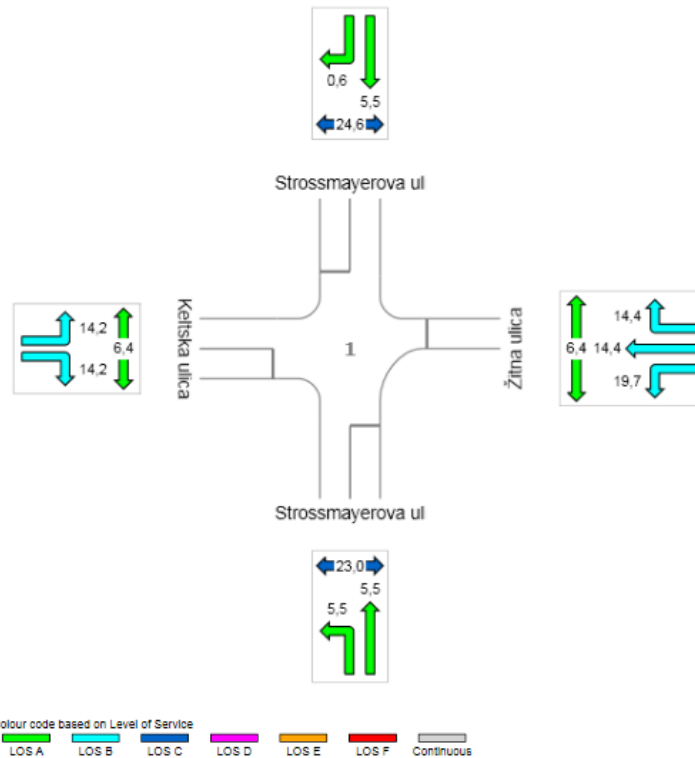 0,6
5,5
24,6
Strossmayerova ul
Keltska ulica
14,2
6,4
14,2
1
Žitna ulica
14,4
6,4 14,4
19,7
Strossmayerova ul
23,0
5,5
5,5
olour code based on Level of Service
LOS A LOS B LOS C LOS D LOS E LOS F Continuous